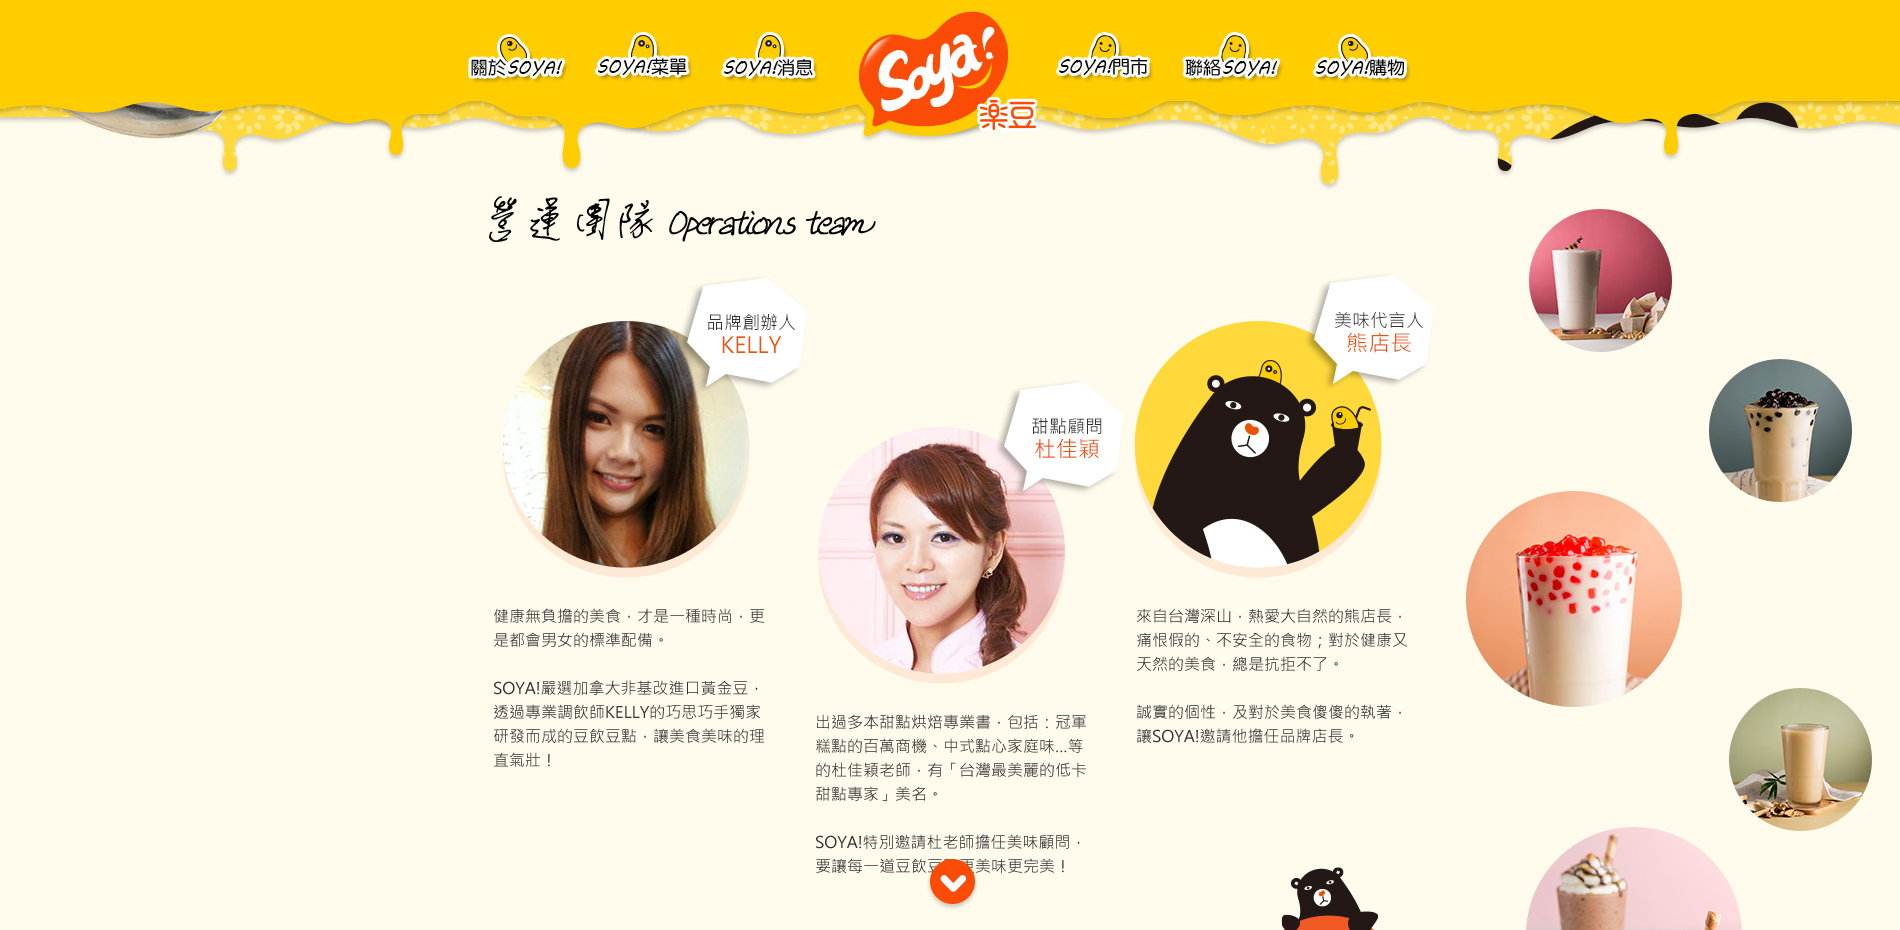 關於SOYA!
SOYA!菜單
SOYA!消息
Soya!
楽豆
SOYA!門市
聯絡SOYA!
SOYA!購物
營運團隊 Operations team
品牌創辦人
KELLY
健康無負擔的美食，才是一種時尚，更
是都會男女的標準配備。
SOYA!嚴選加拿大非基改進口黃金豆，
透過專業調飲師KELLY的巧思巧手獨家
研發而成的豆飲豆點，讓美食美味的理
直氣壯！
甜點顧問
杜佳穎
出過多本甜點烘焙專業書，包括：冠軍
糕點的百萬商機、中式點心家庭味...等
的杜佳穎老師，有「台灣最美麗的低卡
甜點專家」美名。
SOYA!特別邀請杜老師擔任美味顧問，
要讓每一道豆飲豆 更美味更完美！
美味代言人
熊店長
來自台灣深山，熱愛大自然的熊店長，
痛恨假的、不安全的食物；對於健康又
天然的美食，總是抗拒不了。
誠實的個性，及對於美食傻傻的執著，
讓SOYA!邀請他擔任品牌店長。